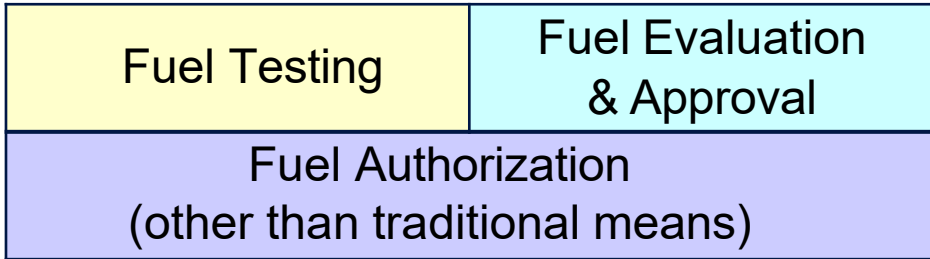 Fuel Testing
Fuel Evaluation
& Approval
Fuel Authorization
(other than traditional means)